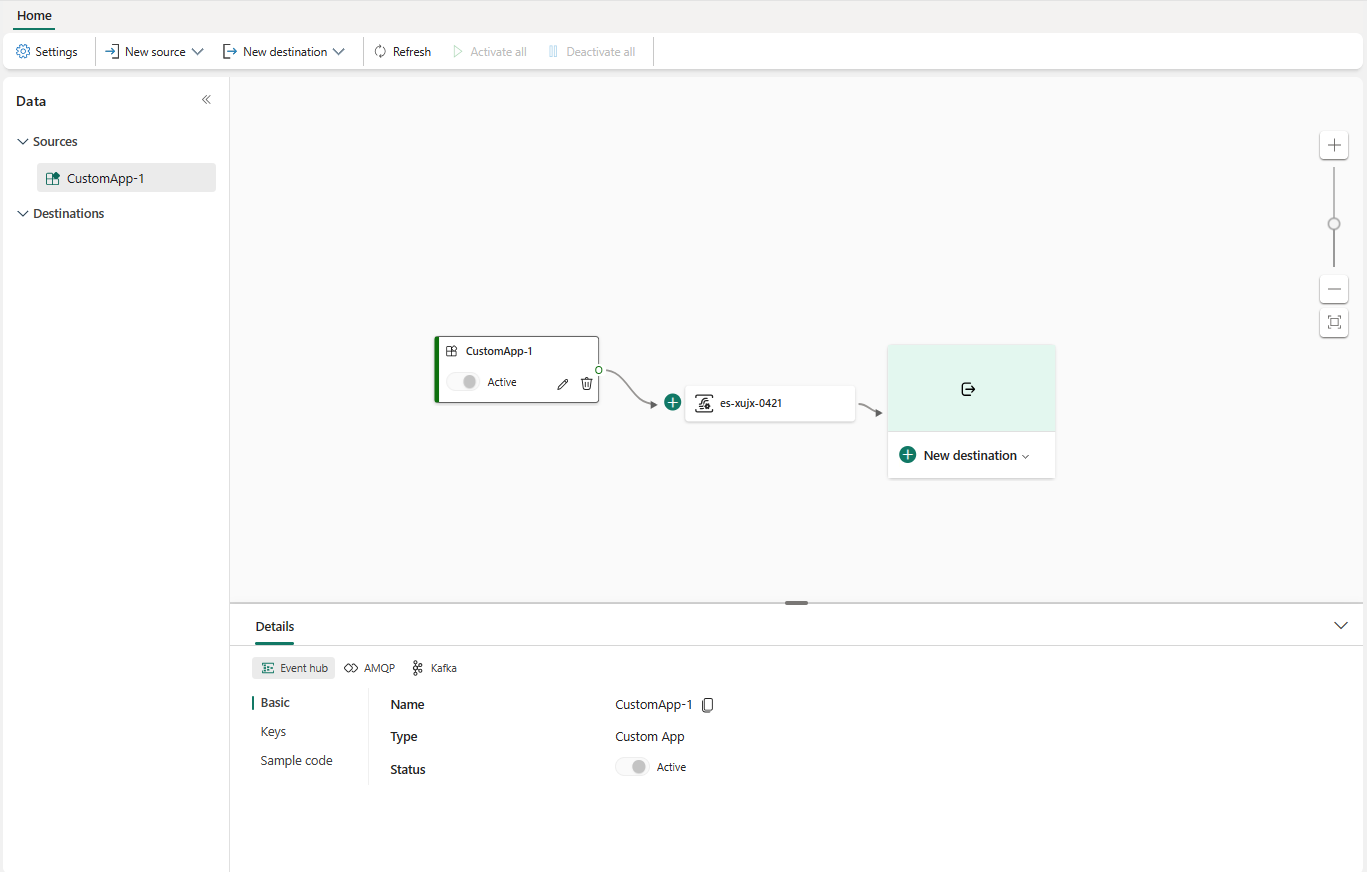 Home
Settings
New source
New destination
Refresh
Activate all
Deactivate all
Data
Sources
CustomApp-1
Destinations
CustomApp-1
Active
es-xujx-0421
New destination
Details
Event hub
AMQP
Kafka
Basic
Keys
Sample code
Name
CustomApp-1
Type
Custom App
Status
Active